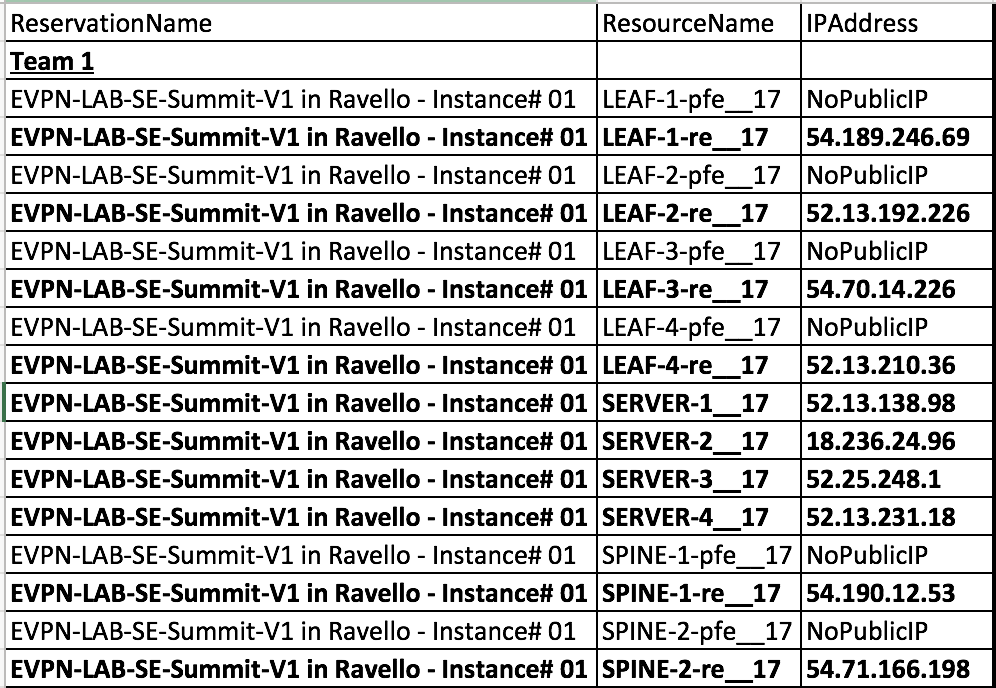 ReservationName ResourceName IPAddress
Team 1
EVPN-LAB-SE-Summit-V1 in Ravello - Instance# 01 LEAF-1-pfe__17 NoPublicIP
EVPN-LAB-SE-Summit-V1 in Ravello - Instance# 01 LEAF-1-re__17 54.189.246.69
EVPN-LAB-SE-Summit-V1 in Ravello - Instance# 01 LEAF-2-pfe__17 NoPublicIP
EVPN-LAB-SE-Summit-V1 in Ravello - Instance# 01 LEAF-2-re__17 52.13.192.226
EVPN-LAB-SE-Summit-V1 in Ravello - Instance# 01 LEAF-3-pfe__17 NoPublicIP
EVPN-LAB-SE-Summit-V1 in Ravello - Instance# 01 LEAF-3-re__17 54.70.14.226
EVPN-LAB-SE-Summit-V1 in Ravello - Instance# 01 LEAF-4-pfe__17 NoPublicIP
EVPN-LAB-SE-Summit-V1 in Ravello - Instance# 01 LEAF-4-re__17 52.13.210.36
EVPN-LAB-SE-Summit-V1 in Ravello - Instance# 01 SERVER-1__17 52.13.138.98
EVPN-LAB-SE-Summit-V1 in Ravello - Instance# 01 SERVER-2__17 18.236.24.96
EVPN-LAB-SE-Summit-V1 in Ravello - Instance# 01 SERVER-3__17 52.25.248.1
EVPN-LAB-SE-Summit-V1 in Ravello - Instance# 01 SERVER-4__17 52.13.231.18
EVPN-LAB-SE-Summit-V1 in Ravello - Instance# 01 SPINE-1-pfe__17 NoPublicIP
EVPN-LAB-SE-Summit-V1 in Ravello - Instance# 01 SPINE-1-re__17 54.190.12.53
EVPN-LAB-SE-Summit-V1 in Ravello - Instance# 01 SPINE-2-pfe__17 NoPublicIP
EVPN-LAB-SE-Summit-V1 in Ravello - Instance# 01 SPINE-2-re__17 54.71.166.198